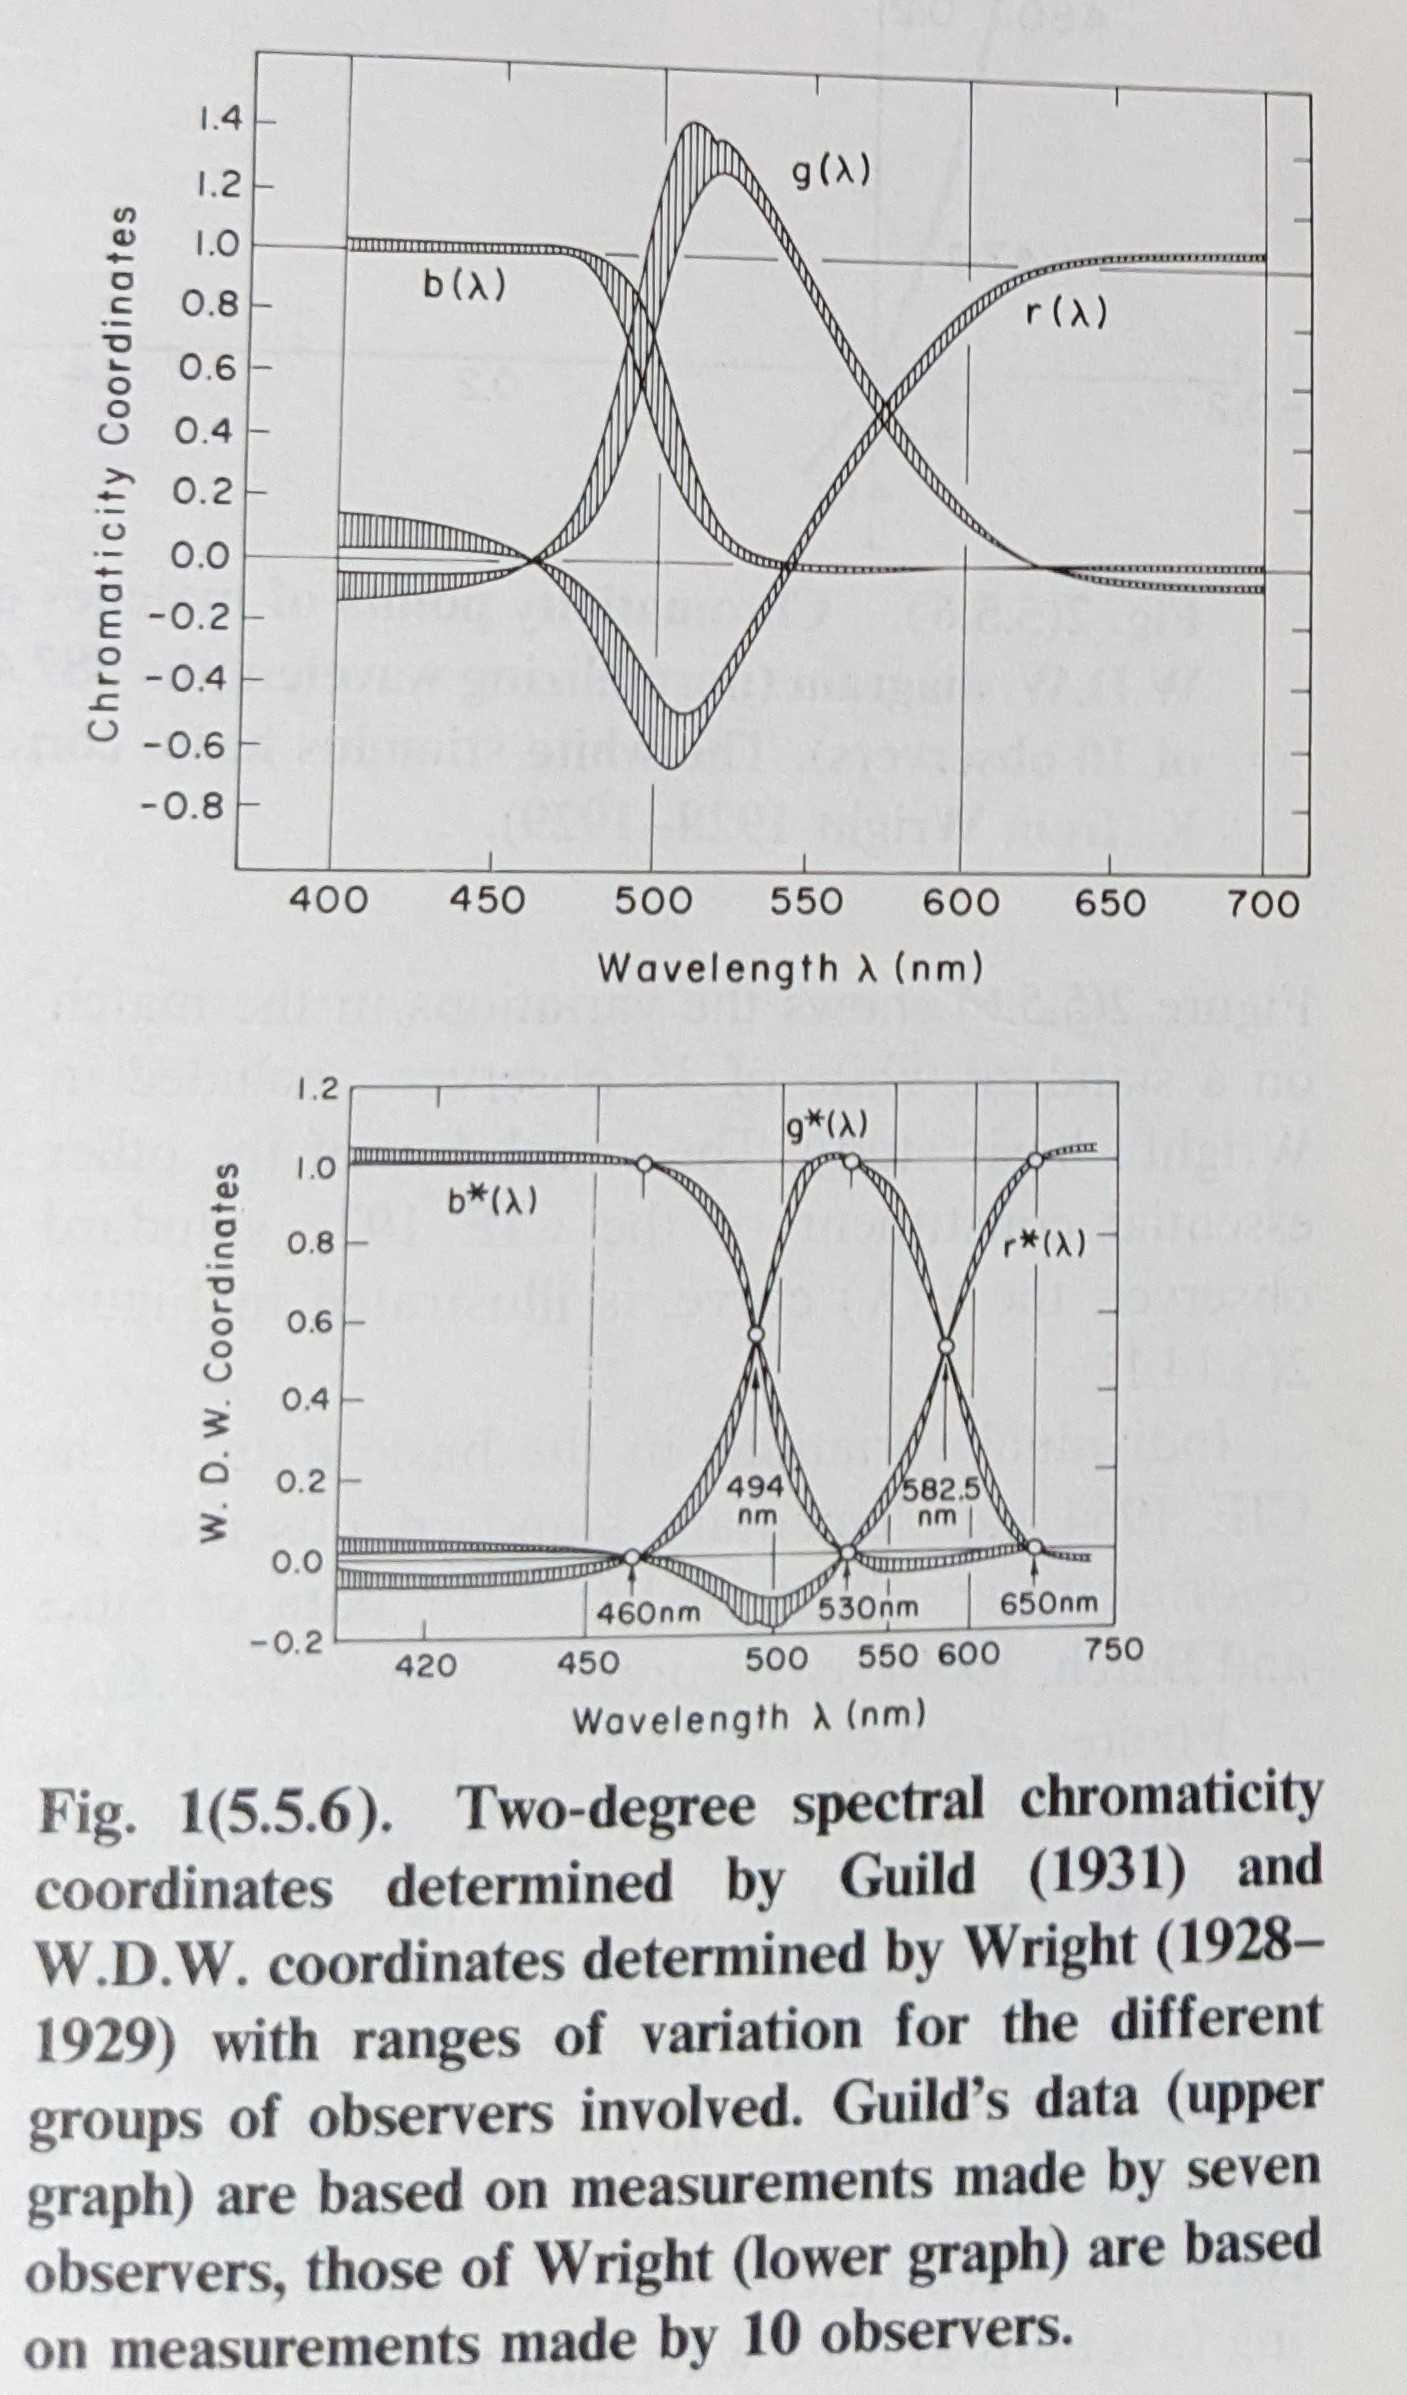 1.4
1.2
1.0
0.8
0.6
0.4
0.2
0.0
-0.2
-0.4
-0.6
-0.8
Chromaticity Coordinates
g(λ)
b(λ)
r(λ)
400 450 500 550 600 650 700
Wavelength λ (nm)
1.2
1.0
0.8
0.6
0.4
0.2
0.0
-0.2
W. D. W. Coordinates
g*(λ)
b*(λ)
r*(λ)
494
nm
582.5
nm
460nm
530nm
650nm
420 450 500 550 600 750
Wavelength λ (nm)
Fig. 1(5.5.6). Two-degree spectral chromaticity
coordinates determined by Guild (1931) and
W.D.W. coordinates determined by Wright (1928–
1929) with ranges of variation for the different
groups of observers involved. Guild's data (upper
graph) are based on measurements made by seven
observers, those of Wright (lower graph) are based
on measurements made by 10 observers.